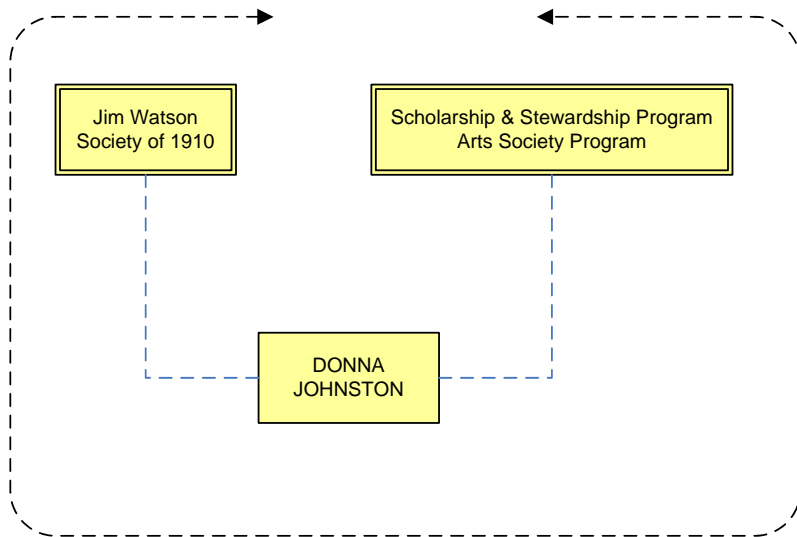 Jim Watson
Society of 1910
Scholarship & Stewardship Program
Arts Society Program
DONNA
JOHNSTON